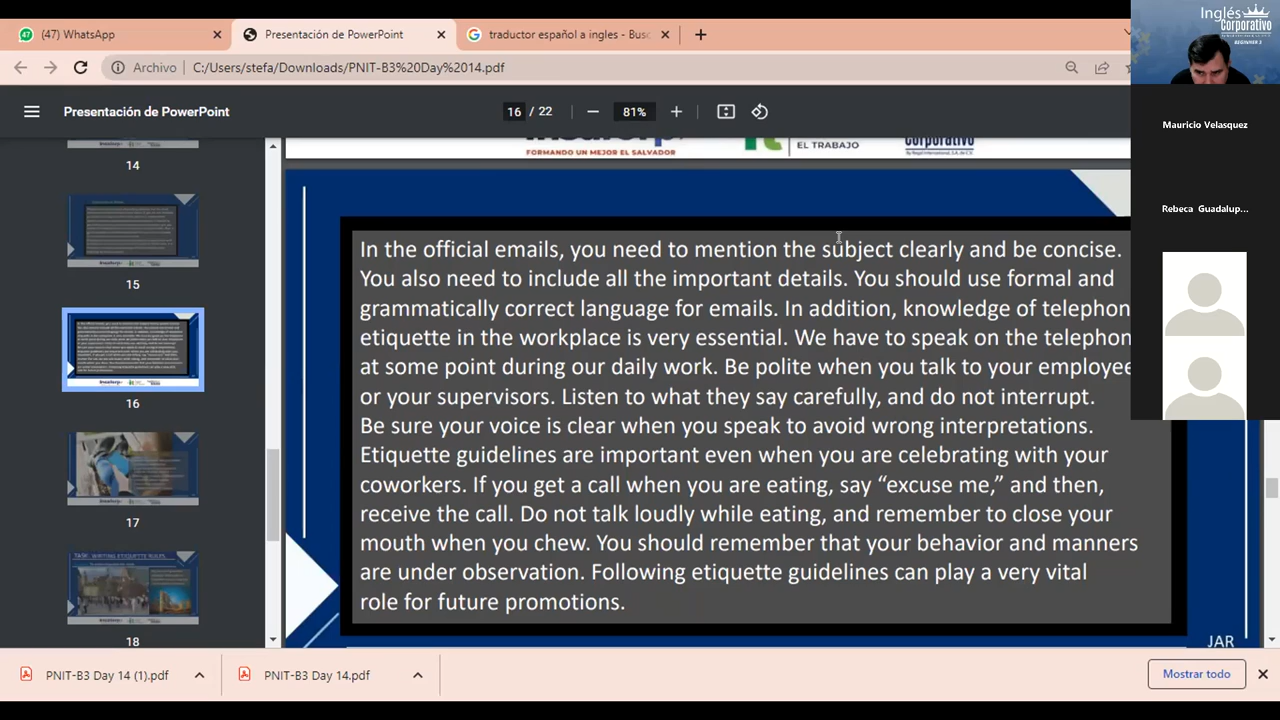 (47) WhatsApp
Presentación de PowerPoint
traductor español a ingles - Bus
Archivo
C:/Users/stefa/Downloads/PNIT-B3%20Day%2014.pdf
Presentación de PowerPoint
16 / 22
81%
FORMANDO UN MEJOR EL SALVADOR
EL TRABAJO
In the official emails, you need to mention the subject clearly and be concise.
You also need to include all the important details. You should use formal and
grammatically correct language for emails. In addition, knowledge of telephon
etiquette in the workplace is very essential. We have to speak on the telephon
at some point during our daily work. Be polite when you talk to your employee
or your supervisors. Listen to what they say carefully, and do not interrupt.
Be sure your voice is clear when you speak to avoid wrong interpretations.
Etiquette guidelines are important even when you are celebrating with your
coworkers. If you get a call when you are eating, say “excuse me,” and then,
receive the call. Do not talk loudly while eating, and remember to close your
mouth when you chew. You should remember that your behavior and manners
are under observation. Following etiquette guidelines can play a very vital
role for future promotions.
JAR
14
15
16
17
18
Inglés
Corporativo
BEGINNER 3
Mauricio Velasquez
Rebeca Guadalup...
PNIT-B3 Day 14 (1).pdf
PNIT-B3 Day 14.pdf
Mostrar todo